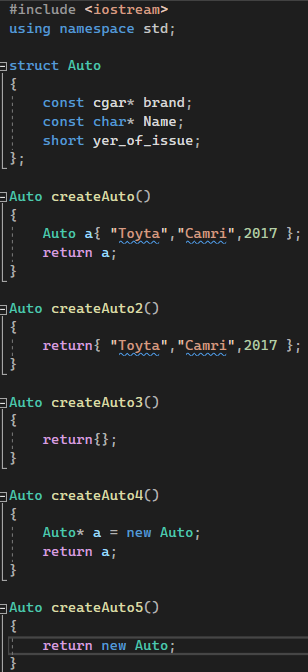 #include <iostream>
using namespace std;
struct Auto
{
const cgar* brand;
const char* Name;
short yer_of_issue;
};
Auto createAuto()
{
Auto a{ "Toyta","Camri",2017 };
return a;
}
Auto createAuto2()
{
return{ "Toyta","Camri",2017 };
}
Auto createAuto3()
{
return{};
}
Auto createAuto4()
{
Auto* a = new Auto;
return a;
}
Auto createAuto5()
{
return new Auto;
}